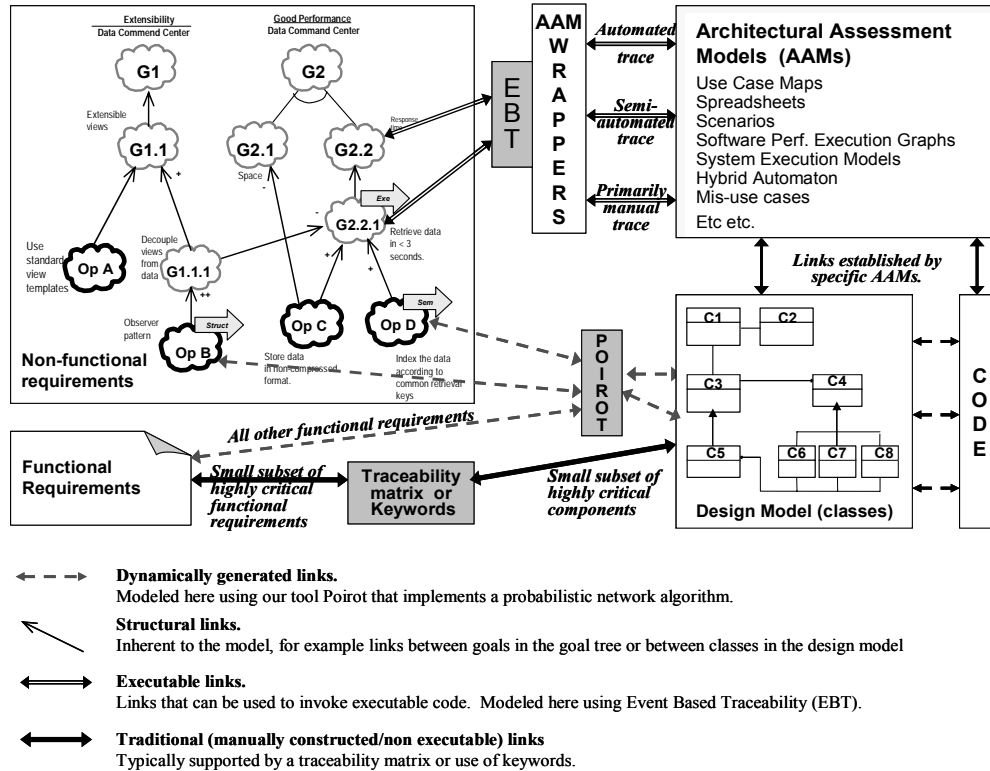 Extensibility
Data Command Center
Good Performance
Data Command Center
G1
G2
Extensible
views
G1.1
G2.1
G2.2
Response
time
Space
+
+
-
-
Exe
G2.2.1
Retrieve data
in < 3
seconds.
Use
standard
view
templates
Op A
Decouple
views
from
data
G1.1.1
++
+
+
Observer
pattern
Struct
Op B
Op C
Sem
Op D
Store data
in non-compressed
format.
Index the data
according to
common retrieval
keys
Non-functional
requirements
EBT
AAM
WRAPPERS
Automated
trace
Semi-
automated
trace
Primarily
manual
trace
Architectural Assessment
Models (AAMs)
Use Case Maps
Spreadsheets
Scenarios
Software Perf. Execution Graphs
System Execution Models
Hybrid Automaton
Mis-use cases
Etc etc.
Links established by
specific AAMs.
POIROT
C1
C2
C3
C4
C5
C6
C7
C8
Design Model (classes)
CODE
All other functional requirements
Functional
Requirements
Small subset of
highly critical
functional
requirements
Traceability
matrix or
Keywords
Small subset of
highly critical
components
Dynamically generated links.
Modeled here using our tool Poirot that implements a probabilistic network algorithm.
Structural links.
Inherent to the model, for example links between goals in the goal tree or between classes in the design model
Executable links.
Links that can be used to invoke executable code. Modeled here using Event Based Traceability (EBT).
Traditional (manually constructed/non executable) links
Typically supported by a traceability matrix or use of keywords.